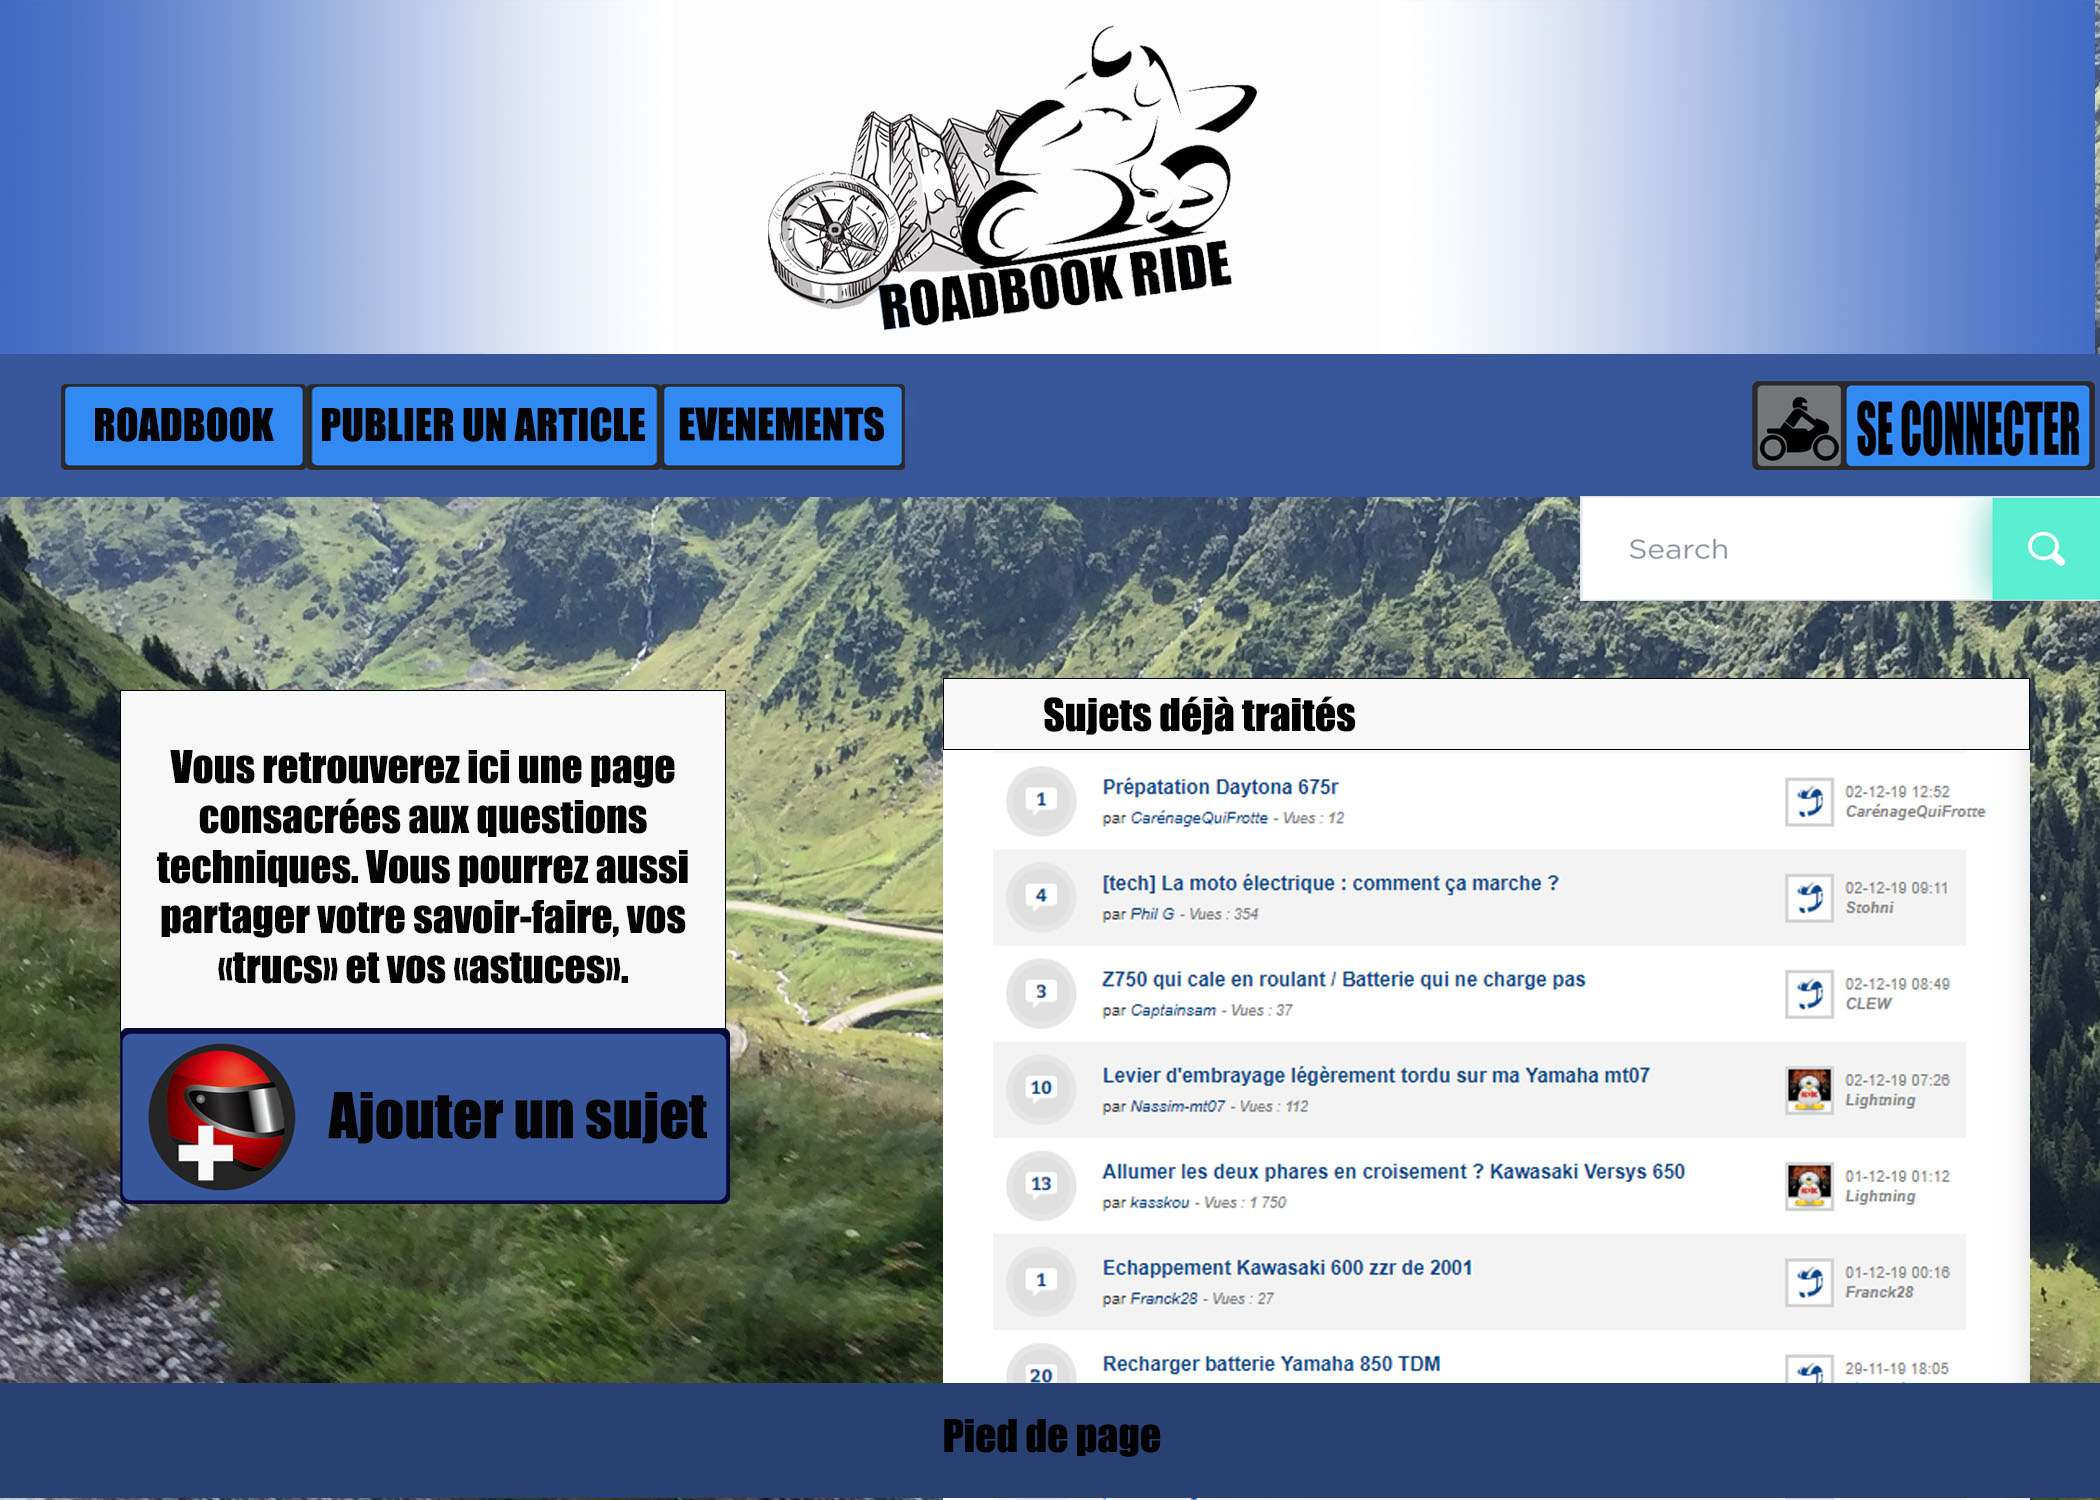 ROADBOOK RIDE
ROADBOOK
PUBLIER UN ARTICLE
EVENEMENTS
SE CONNECTER
Search
Vous retrouverez ici une page
consacrées aux questions
techniques. Vous pourrez aussi
partager votre savoir-faire, vos
«trucs» et vos «astuces».
Ajouter un sujet
Sujets déjà traités
1
Prépatation Daytona 675r
par CarénageQuiFrotte - Vues : 12
02-12-19 12:52
CarénageQuiFrotte
4
[tech] La moto électrique : comment ça marche ?
par Phil G - Vues : 354
02-12-19 09:11
Stohni
3
Z750 qui cale en roulant / Batterie qui ne charge pas
par Captainsam - Vues : 37
02-12-19 08:49
CLEW
10
Levier d'embrayage légèrement tordu sur ma Yamaha mt07
par Nassim-mt07 - Vues : 112
02-12-19 07:26
Lightning
13
Allumer les deux phares en croisement ? Kawasaki Versys 650
par kasskou - Vues : 1 750
01-12-19 01:12
Lightning
1
Echappement Kawasaki 600 zzr de 2001
par Franck28 - Vues : 27
01-12-19 00:16
Franck28
20
Recharger batterie Yamaha 850 TDM
29-11-19 18:05
Pied de page